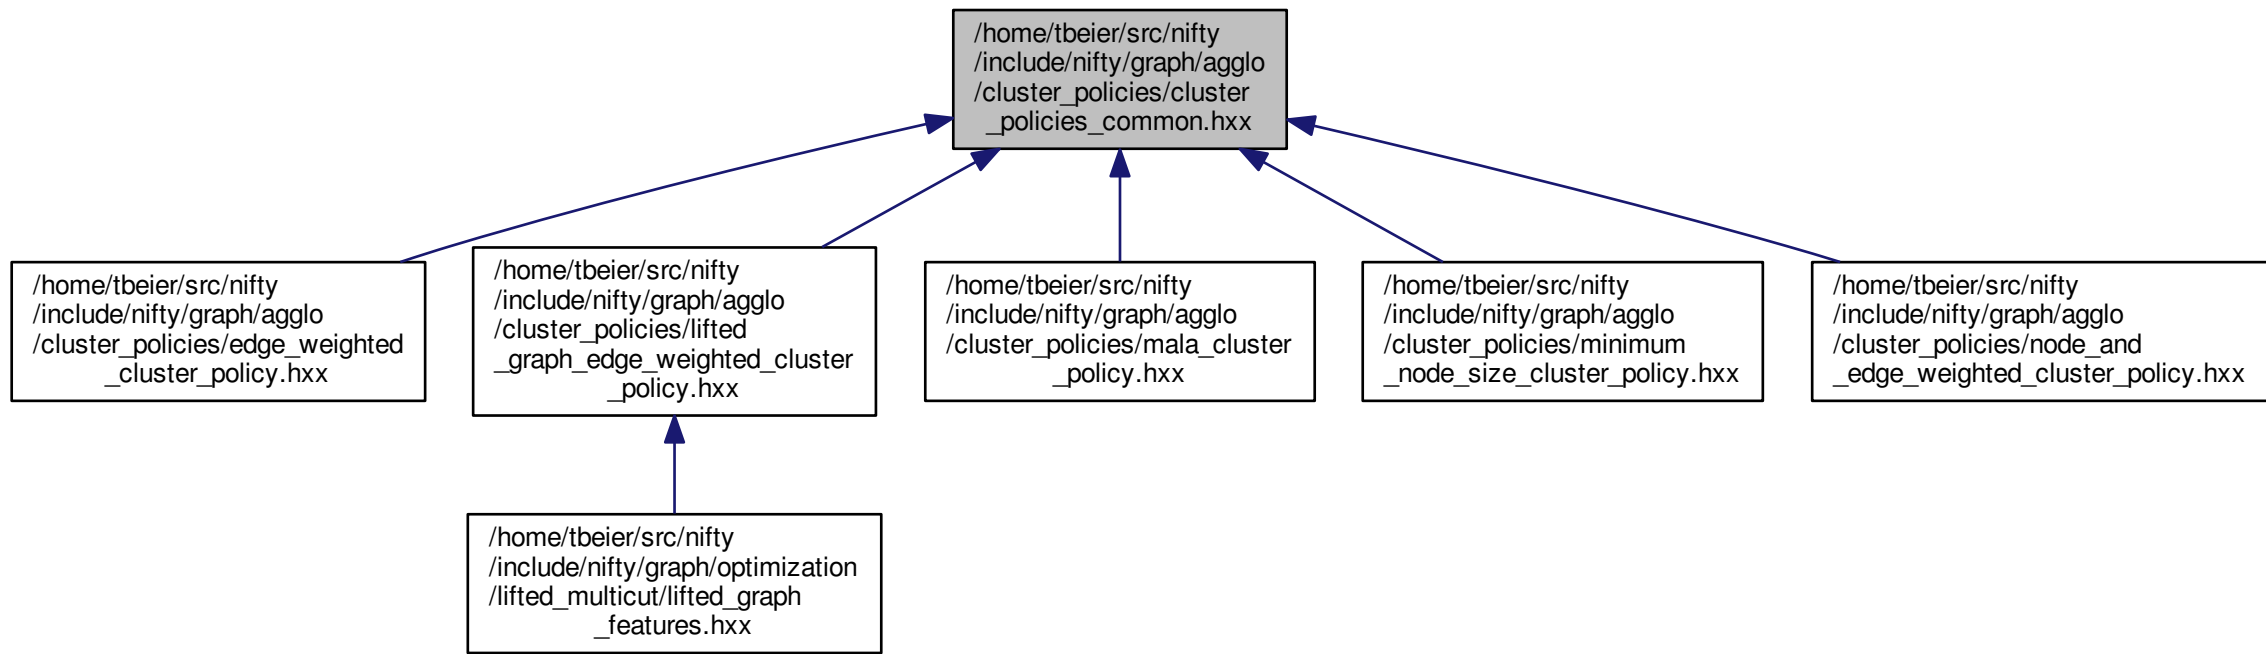 /home/tbeier/src/nifty
/include/nifty/graph/agglo
/cluster_policies/cluster
_policies_common.hxx
/home/tbeier/src/nifty
/include/nifty/graph/agglo
/cluster_policies/edge_weighted
_cluster_policy.hxx
/home/tbeier/src/nifty
/include/nifty/graph/agglo
/cluster_policies/lifted
_graph_edge_weighted_cluster
_policy.hxx
/home/tbeier/src/nifty
/include/nifty/graph/agglo
/cluster_policies/mala_cluster
_policy.hxx
/home/tbeier/src/nifty
/include/nifty/graph/agglo
/cluster_policies/minimum
_node_size_cluster_policy.hxx
/home/tbeier/src/nifty
/include/nifty/graph/agglo
/cluster_policies/node_and
_edge_weighted_cluster_policy.hxx
/home/tbeier/src/nifty
/include/nifty/graph/optimization
/lifted_multicut/lifted_graph
_features.hxx